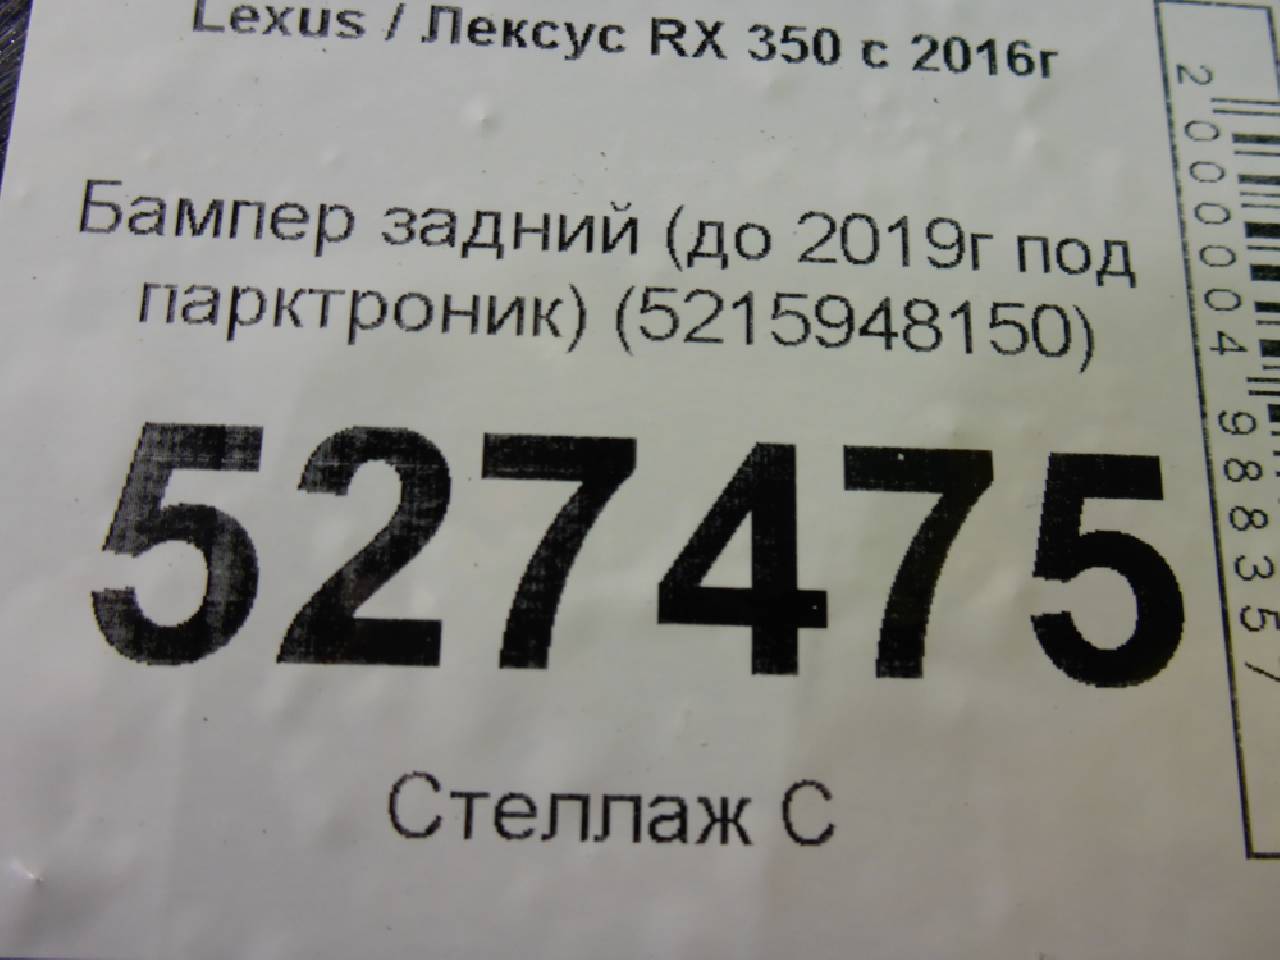 Lexus / Лексус RX 350 с 2016г
Бампер задний (до 2019г под
парктроник) (5215948150)
527475
Стеллаж С
2000004988357